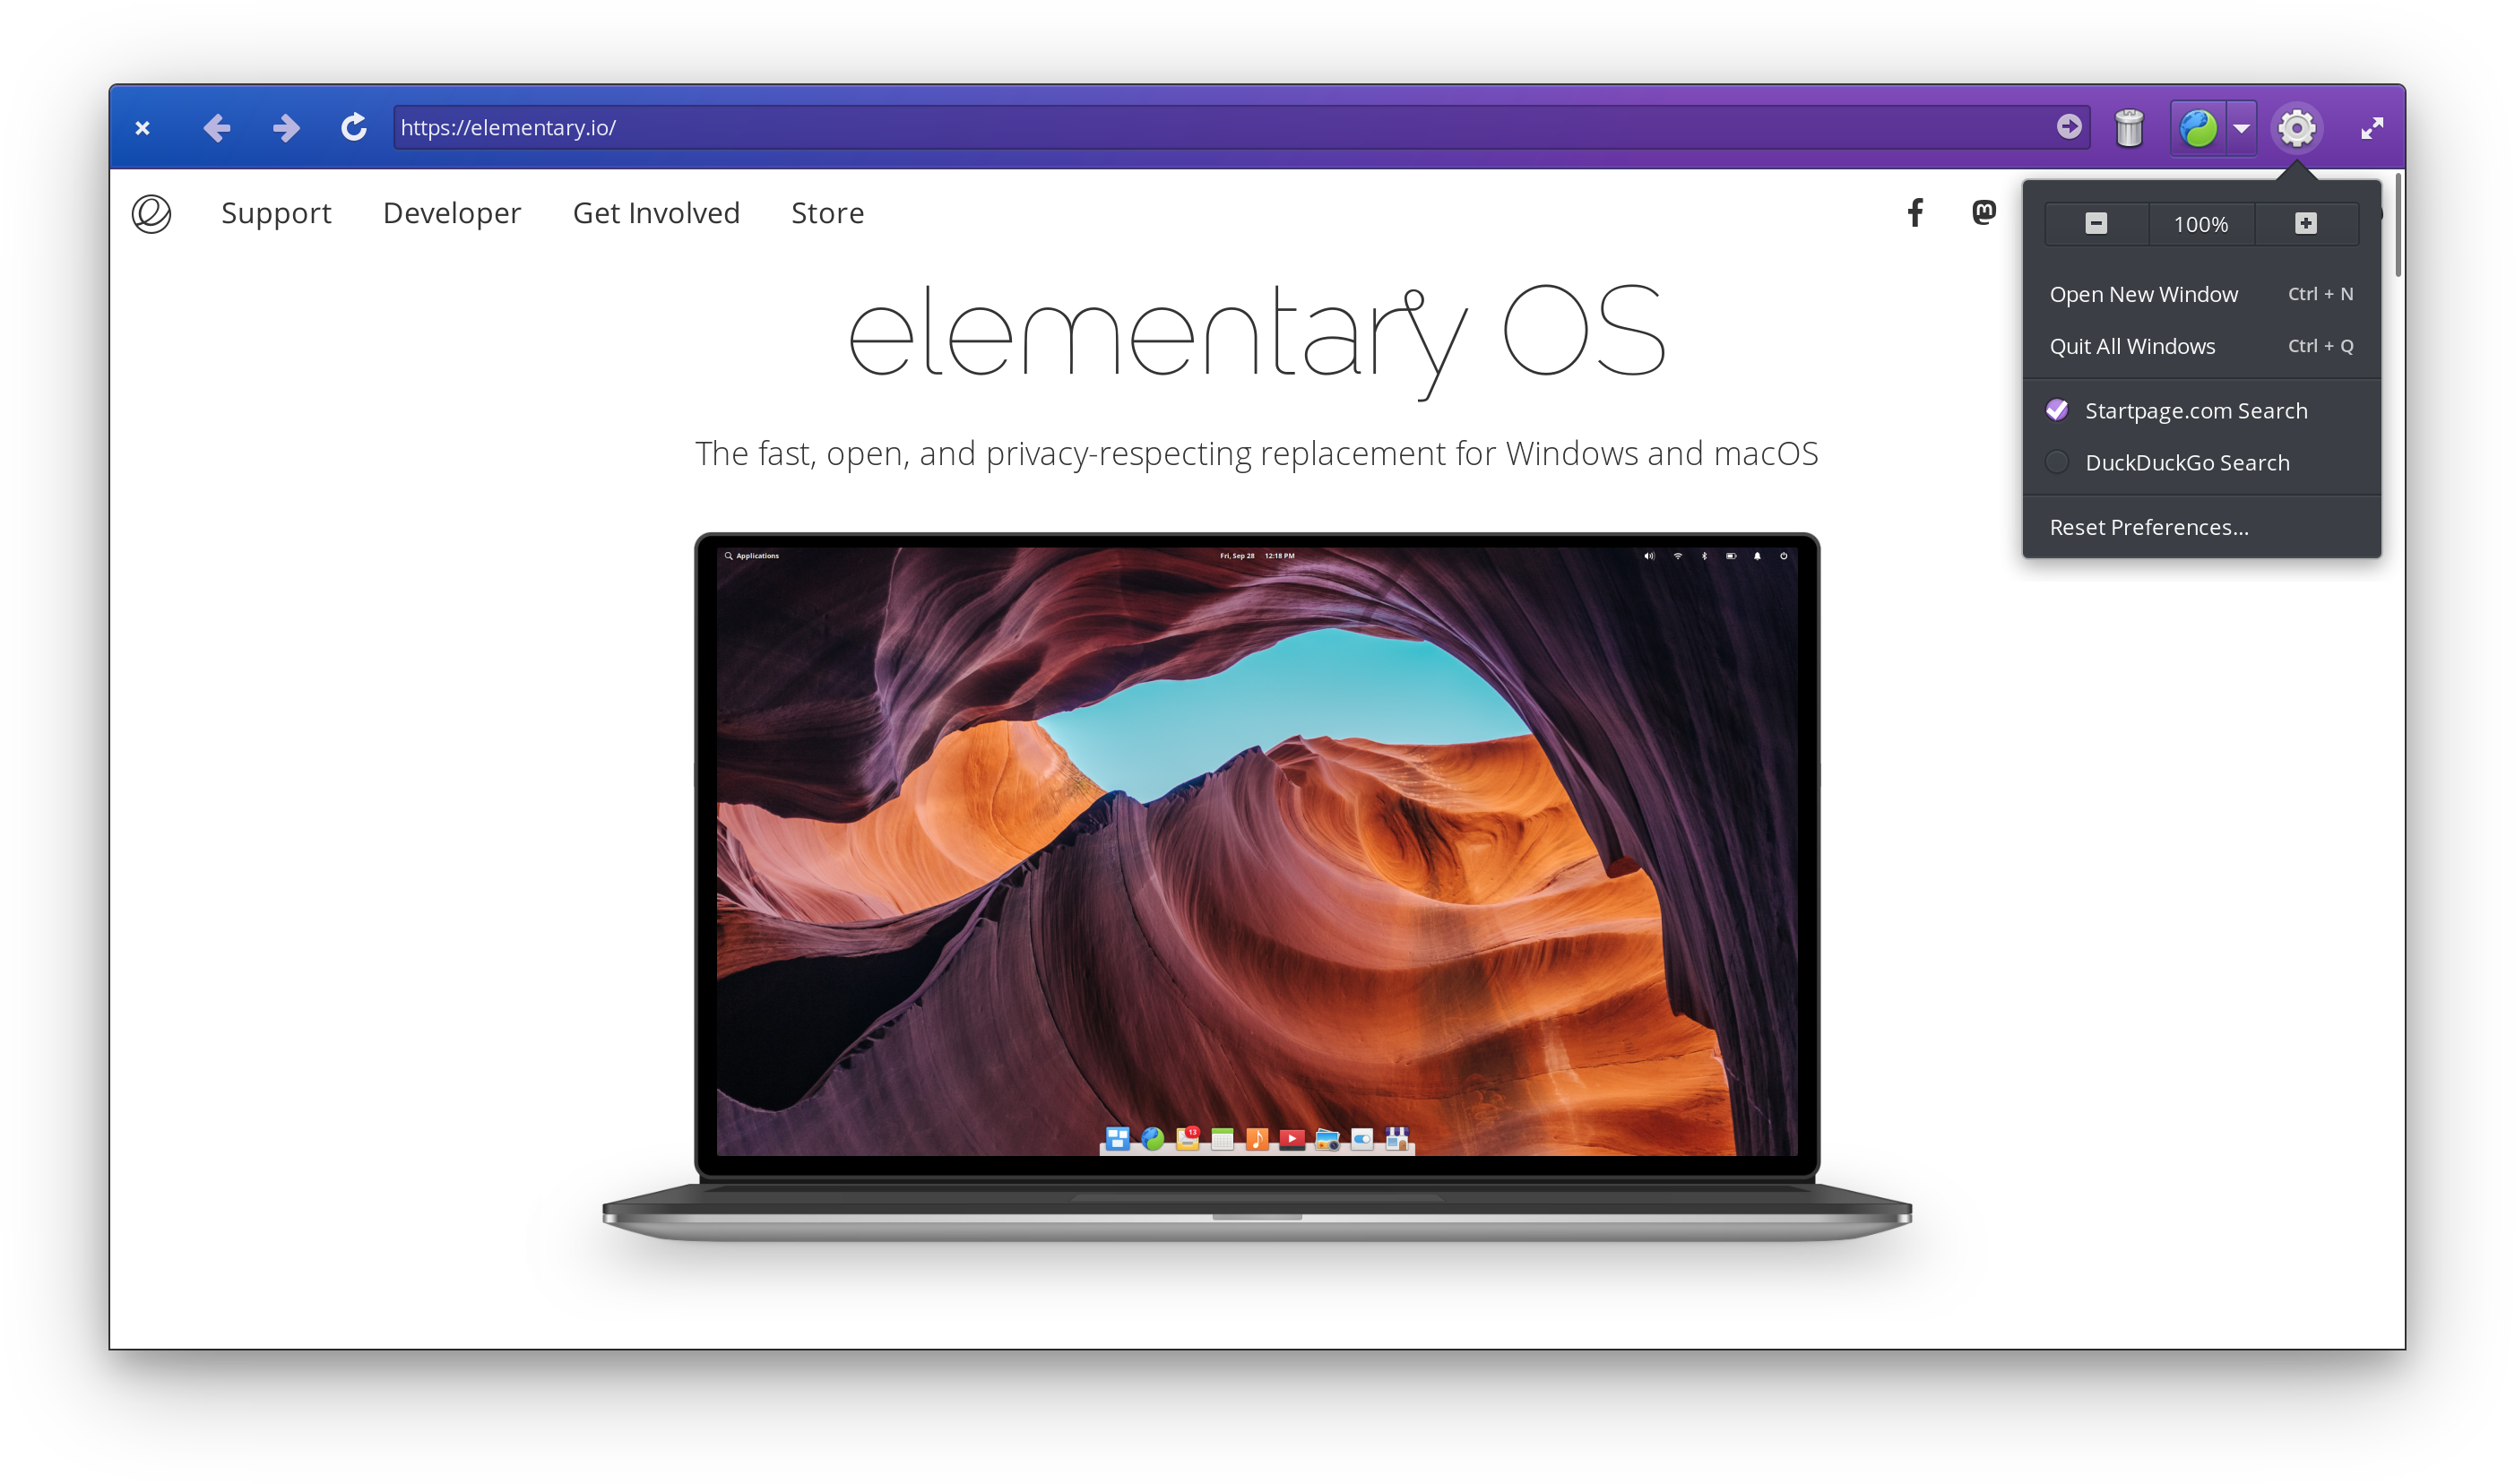 https://elementary.io/
Support Developer Get Involved Store
100%
Open New Window Ctrl + N
Quit All Windows Ctrl + Q
Startpage.com Search
DuckDuckGo Search
Reset Preferences...
elementary OS
The fast, open, and privacy-respecting replacement for Windows and macOS
Applications Fri, Sep 28 12:18 PM
13